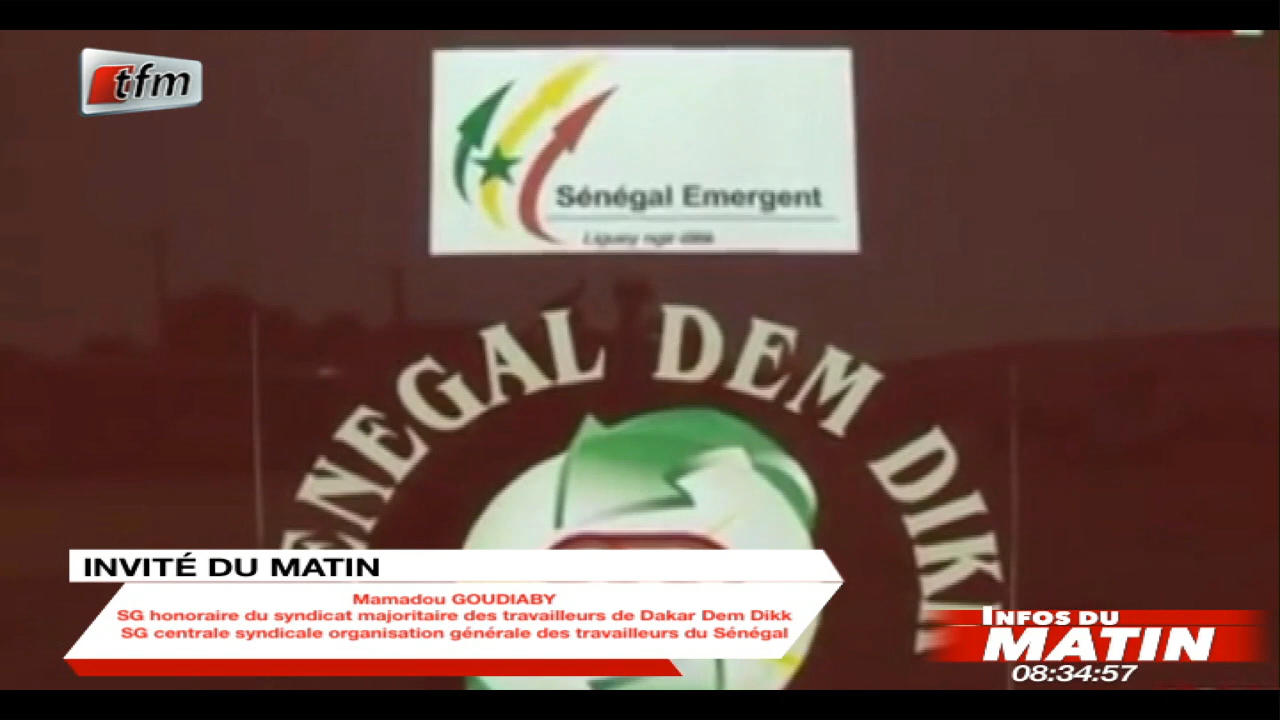 tfm
Sénégal Emergent
Liguey ngir
SENEGAL DEM DIKK
INVITÉ DU MATIN
Mamadou GOUDIABY
SG honoraire du syndicat majoritaire des travailleurs de Dakar Dem Dikk
SG centrale syndicale organisation générale des travailleurs du Sénégal
INFOS DU
MATIN
08:34:57